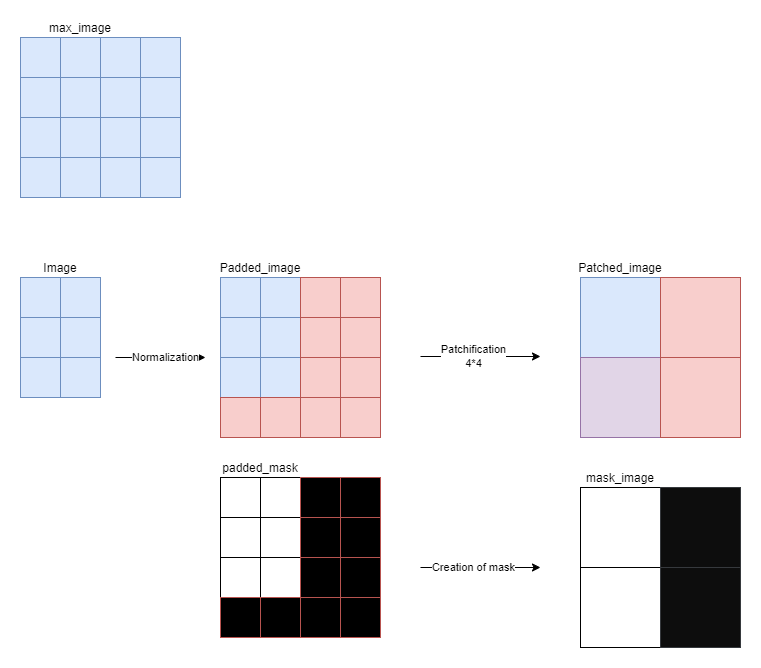 max_image
Image
Padded_image
Patched_image
Normalization
Patchification
4*4
padded_mask
mask_image
Creation of mask